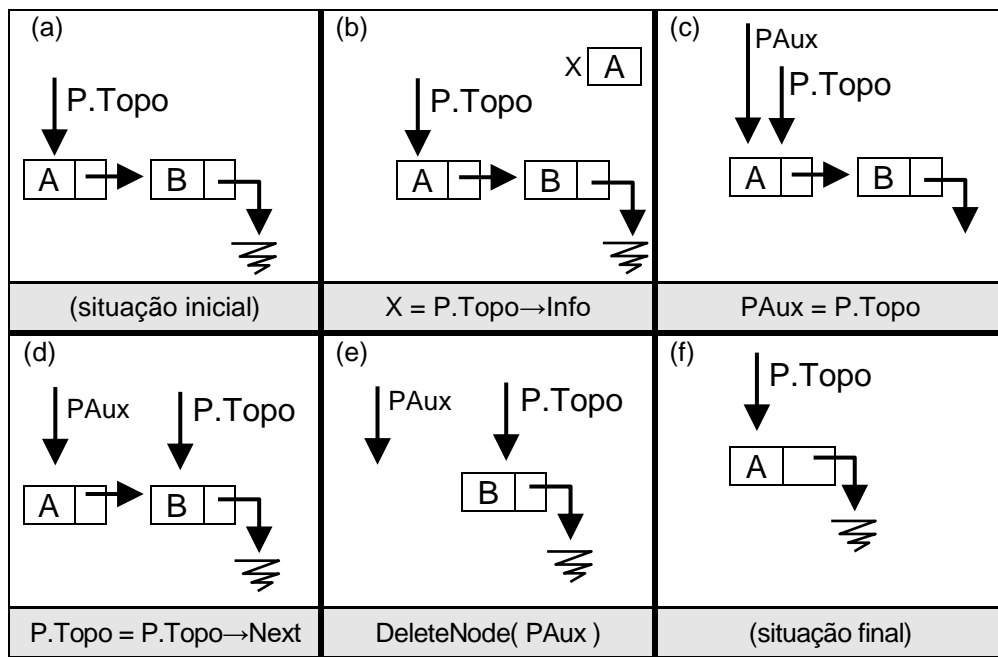 (a)
P.Topo
A B
(situação inicial)
(b)
X A
P.Topo
A B
X = P.Topo→Info
(c)
PAux
P.Topo
A B
PAux = P.Topo
(d)
PAux P.Topo
A B
P.Topo = P.Topo→Next
(e)
PAux P.Topo
B
DeleteNode( PAux )
(f)
P.Topo
A
(situação final)